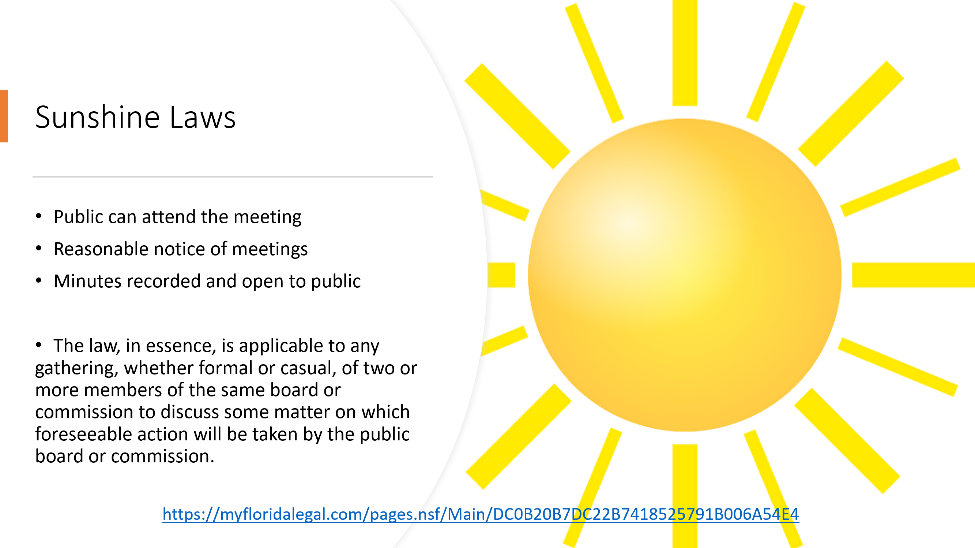 Sunshine Laws
• Public can attend the meeting
• Reasonable notice of meetings
• Minutes recorded and open to public
• The law, in essence, is applicable to any
gathering, whether formal or casual, of two or
more members of the same board or
commission to discuss some matter on which
foreseeable action will be taken by the public
board or commission.
https://myfloridalegal.com/pages.nsf/Main/DC0B20B7DC22B7418525791B006A54E4